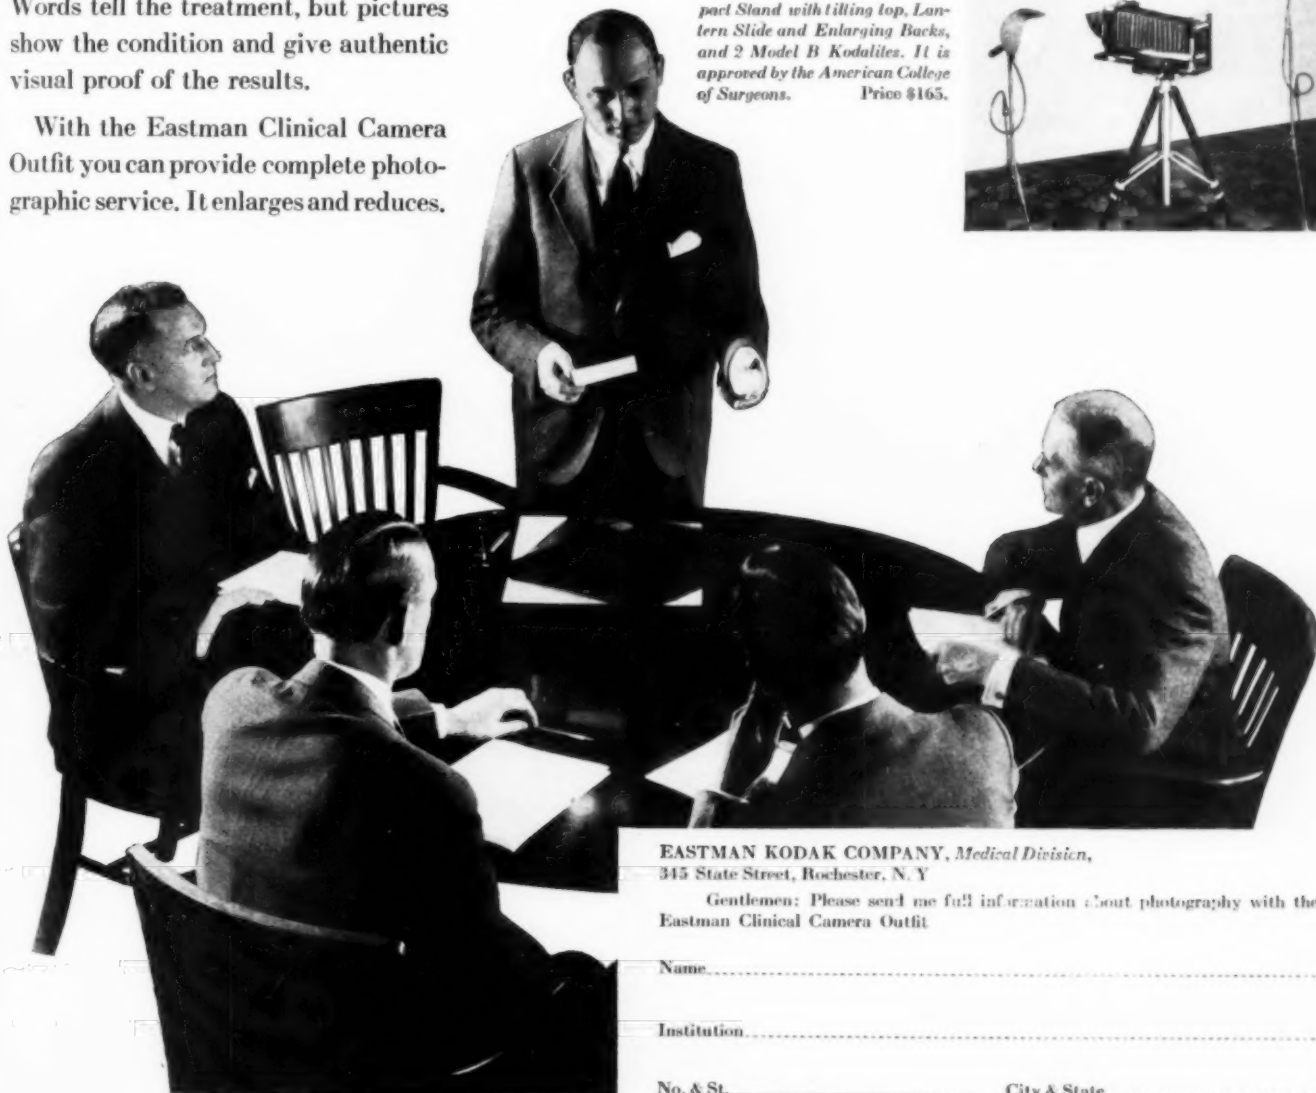 Words tell the treatment, but pictures
show the condition and give authentic
visual proof of the results.
With the Eastman Clinical Camera
Outfit you can provide complete photo-
graphic service. It enlarges and reduces.
pact Stand with tilting top, Lan-
tern Slide and Enlarging Backs,
and 2 Model B Kodalites. It is
approved by the American College
of Surgeons. Price $165.
EASTMAN KODAK COMPANY, Medical Division,
345 State Street, Rochester, N. Y
Gentlemen: Please send me full information about photography with the
Eastman Clinical Camera Outfit
Name
Institution
No. & St. City & State